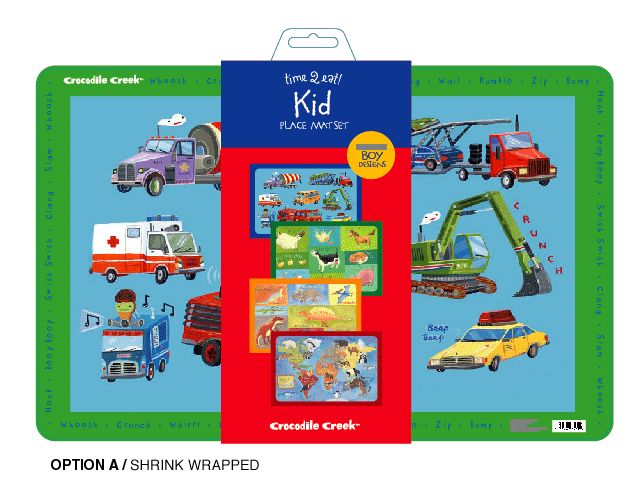 Crocodile Creek™ Whoosh
Wail • Rumble • Zip • Bump •
time 2 eat!
Kid
PLACE MAT SET
BOY
DESIGNS
Honk • Beep Beep • Swish Swish • Clang • Slam • Whoosh •
Honk • Beep Beep • Swish Swish • Clang • Slam • Whoosh
CRUNCH
Beep
Beep
Crocodile Creek™
Whoosh • Crunch • Whirr! •
Zip • Bump •
OPTION A / SHRINK WRAPPED